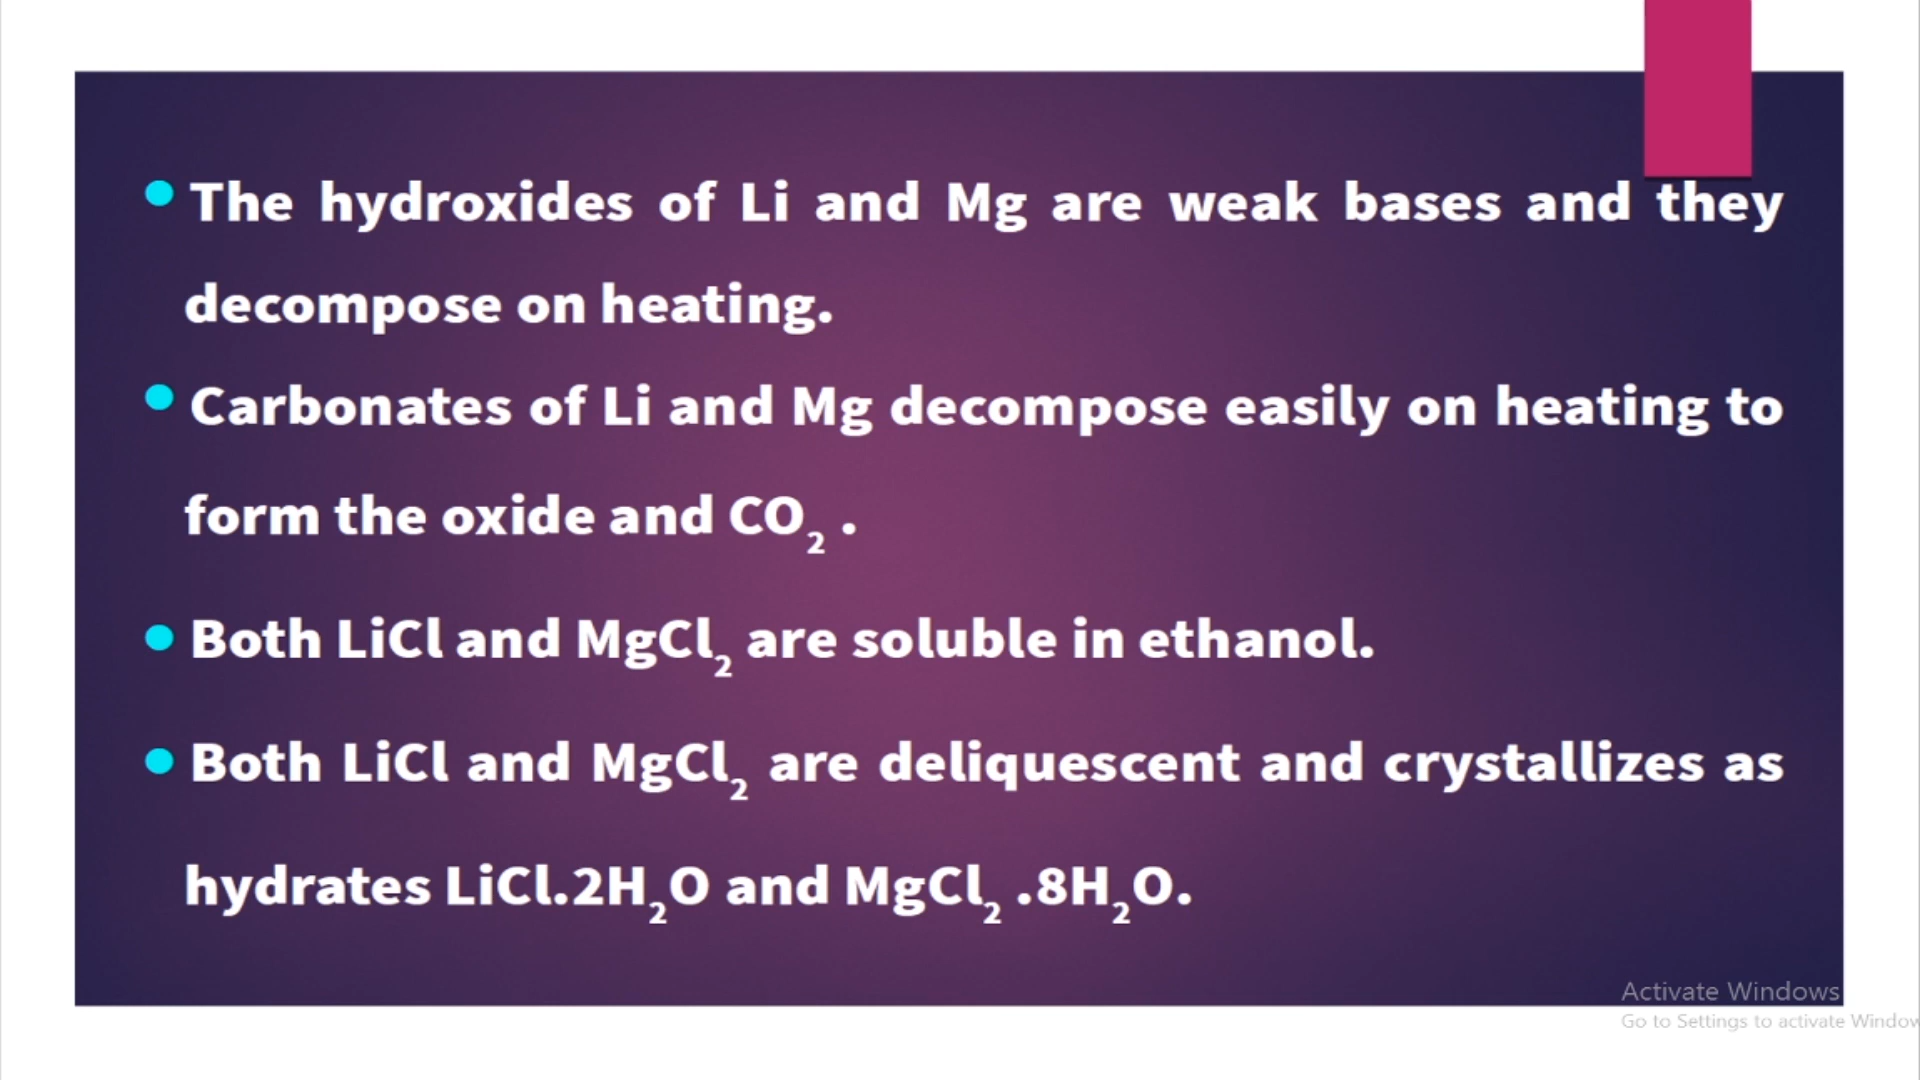 The hydroxides of Li and Mg are weak bases and they
decompose on heating.
Carbonates of Li and Mg decompose easily on heating to
form the oxide and CO₂ .
Both LiCl and MgCl₂ are soluble in ethanol.
Both LiCl and MgCl₂ are deliquescent and crystallizes as
hydrates LiCl.2H₂O and MgCl₂ .8H₂O.
Activate Windows
Go to Settings to activate Window